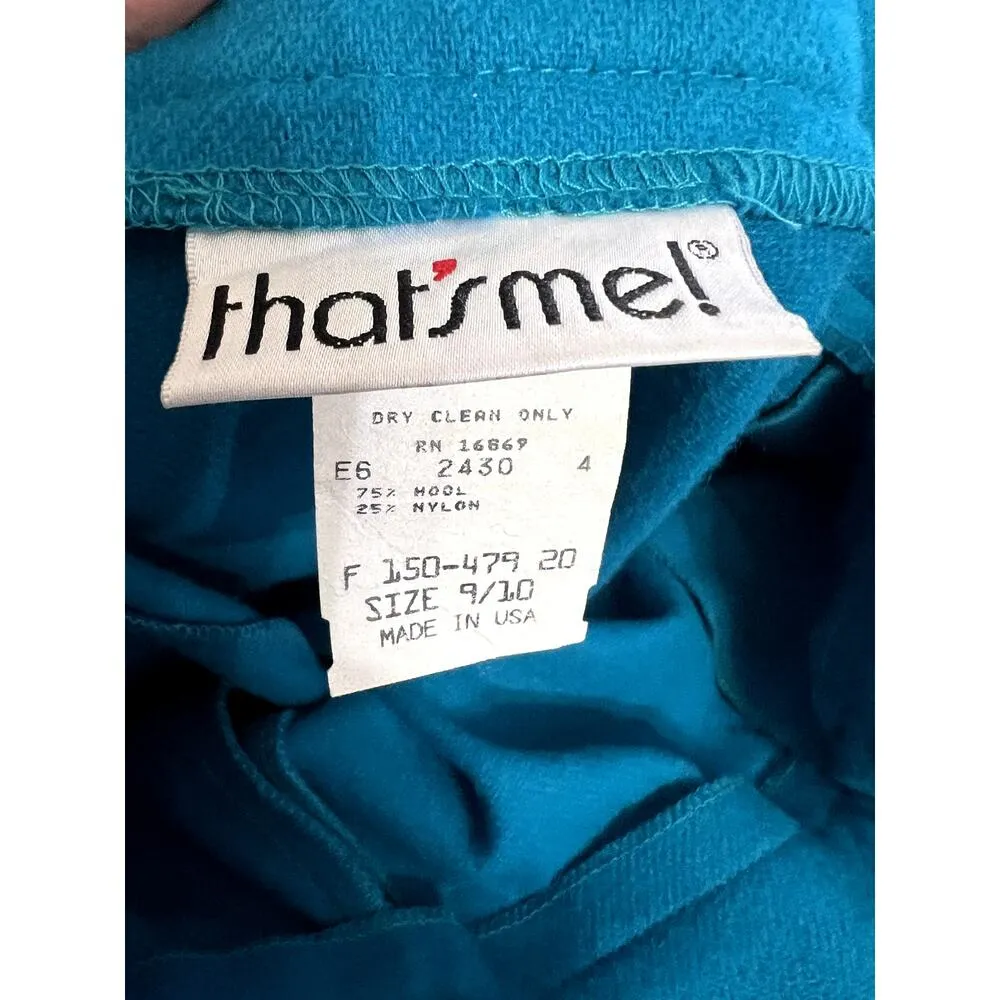 that'sme!®
DRY CLEAN ONLY
RN 16869
E6 2430 4
75% WOOL
25% NYLON
F 150-479 20
SIZE 9/10
MADE IN USA